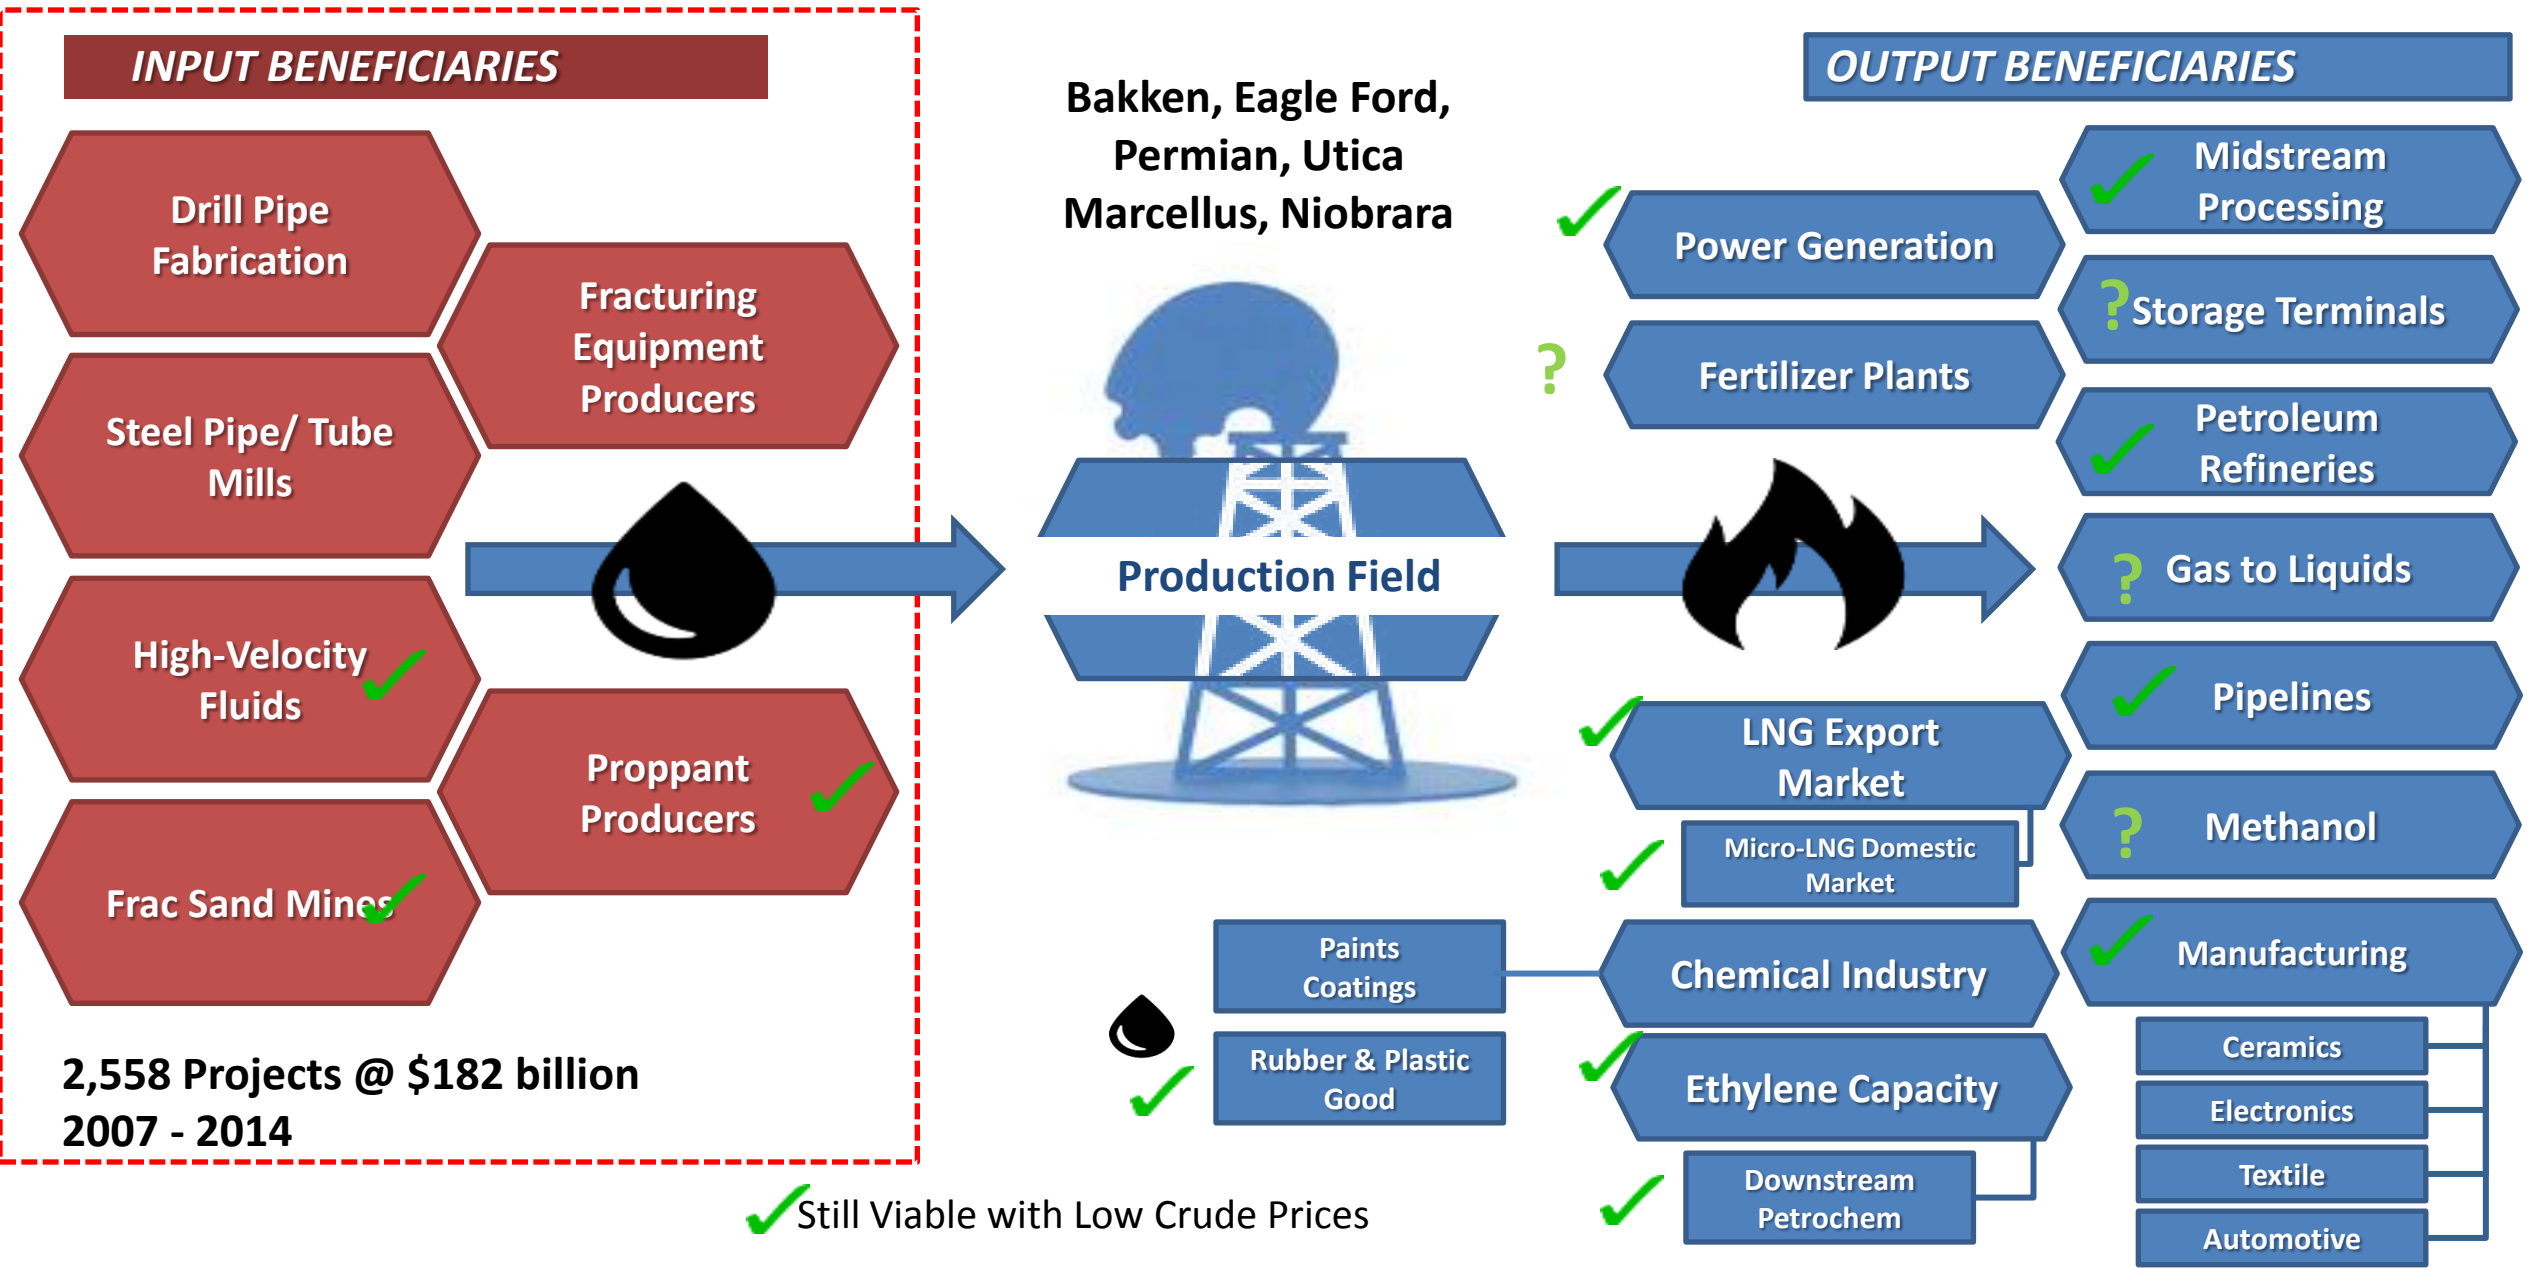 INPUT BENEFICIARIES
Drill Pipe
Fabrication
Fracturing
Equipment
Producers
Steel Pipe/ Tube
Mills
High-Velocity
Fluids
Proppant
Producers
Frac Sand Mines
2,558 Projects @ $182 billion
2007 - 2014
Bakken, Eagle Ford,
Permian, Utica
Marcellus, Niobrara
Production Field
OUTPUT BENEFICIARIES
Midstream
Processing
Power Generation
?
Storage Terminals
?
Fertilizer Plants
Petroleum
Refineries
?
Gas to Liquids
Pipelines
LNG Export
Market
?
Methanol
Micro-LNG Domestic
Market
Paints
Coatings
Chemical Industry
Manufacturing
Rubber & Plastic
Good
Ethylene Capacity
Ceramics
Electronics
Downstream
Petrochem
Textile
Automotive
Still Viable with Low Crude Prices